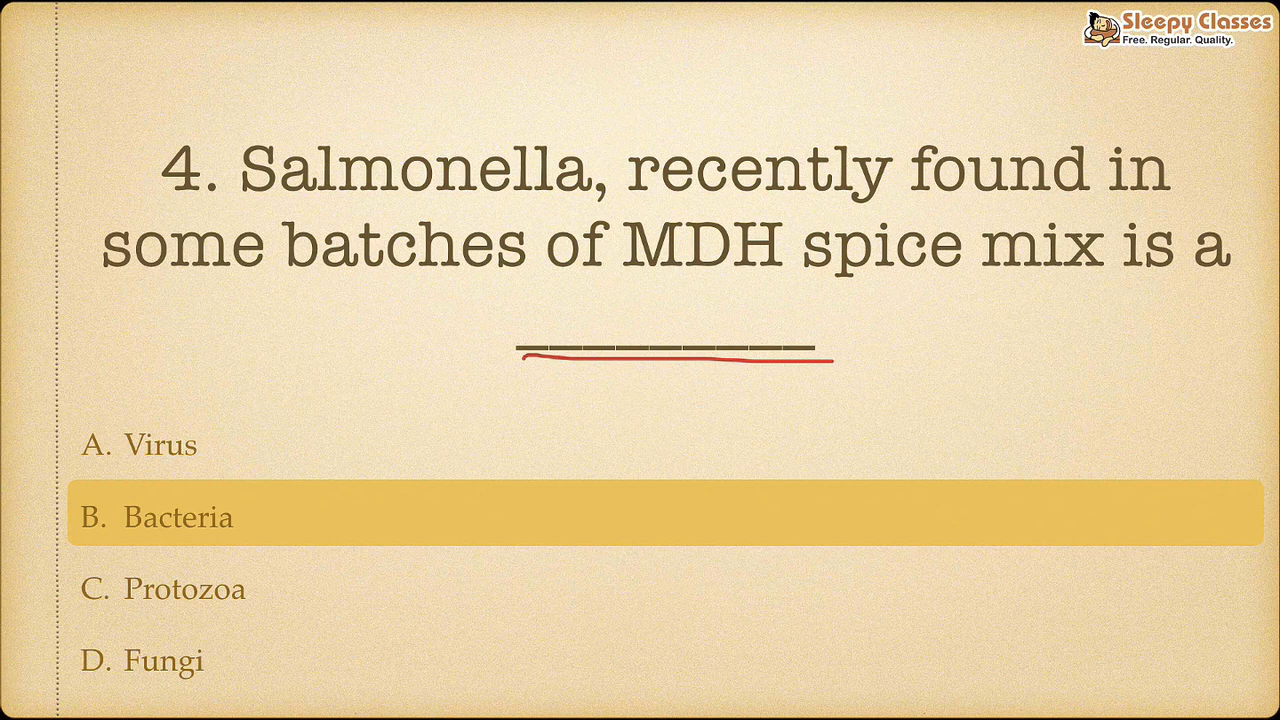 Sleepy Classes
Free. Regular. Quality.
4. Salmonella, recently found in
some batches of MDH spice mix is a
_________
A. Virus
B. Bacteria
C. Protozoa
D. Fungi